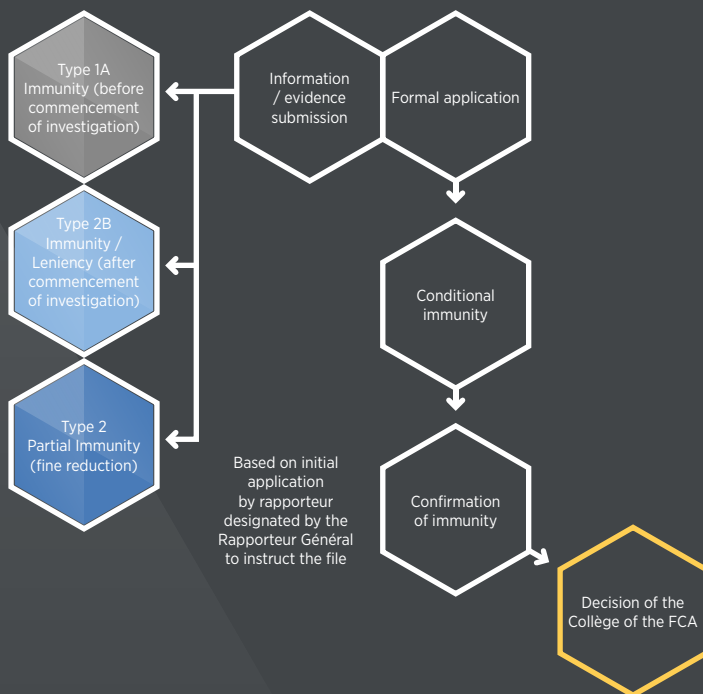 Type 1A
Immunity (before
commencement
of investigation)
Information
/ evidence
submission
Formal application
Type 2B
Immunity /
Leniency (after
commencement
of investigation)
Conditional
immunity
Type 2
Partial Immunity
(fine reduction)
Based on initial
application
by rapporteur
designated by the
Rapporteur Général
to instruct the file
Confirmation
of immunity
Decision of the
Collège of the FCA